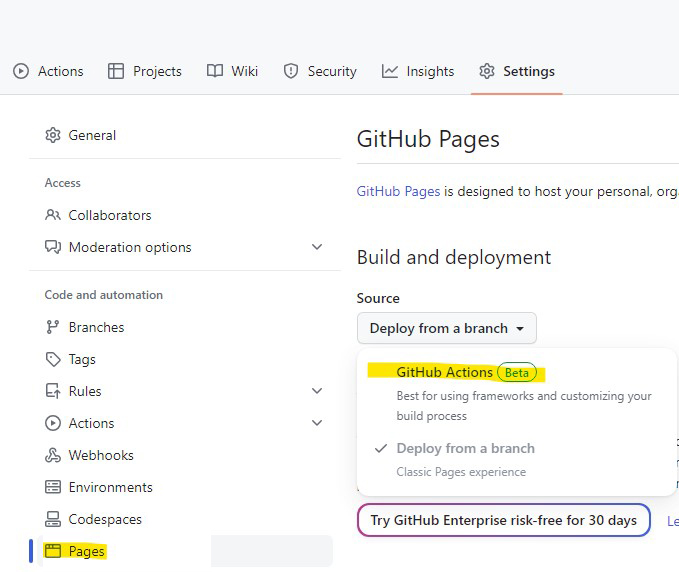 Actions Projects Wiki Security Insights Settings
General
Access
Collaborators
Moderation options
Code and automation
Branches
Tags
Rules
Actions
Webhooks
Environments
Codespaces
Pages
GitHub Pages
GitHub Pages is designed to host your personal,
Build and deployment
Source
Deploy from a branch
GitHub Actions Beta
Best for using frameworks and customizing your
build process
Deploy from a branch
Classic Pages experience
Try GitHub Enterprise risk-free for 30 days